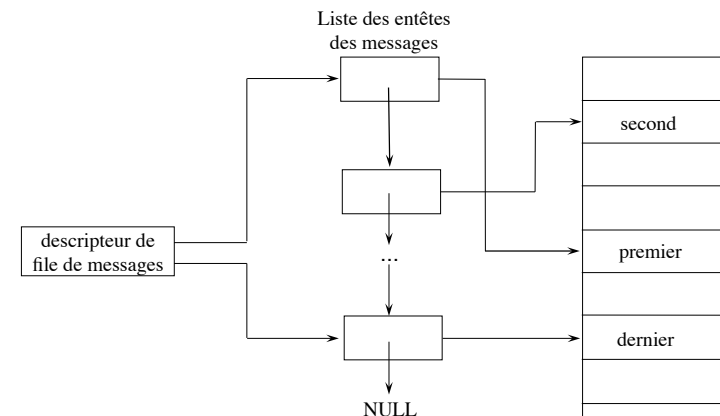 Liste des entêtes
des messages
second
descripteur de
file de messages
premier
...
dernier
NULL